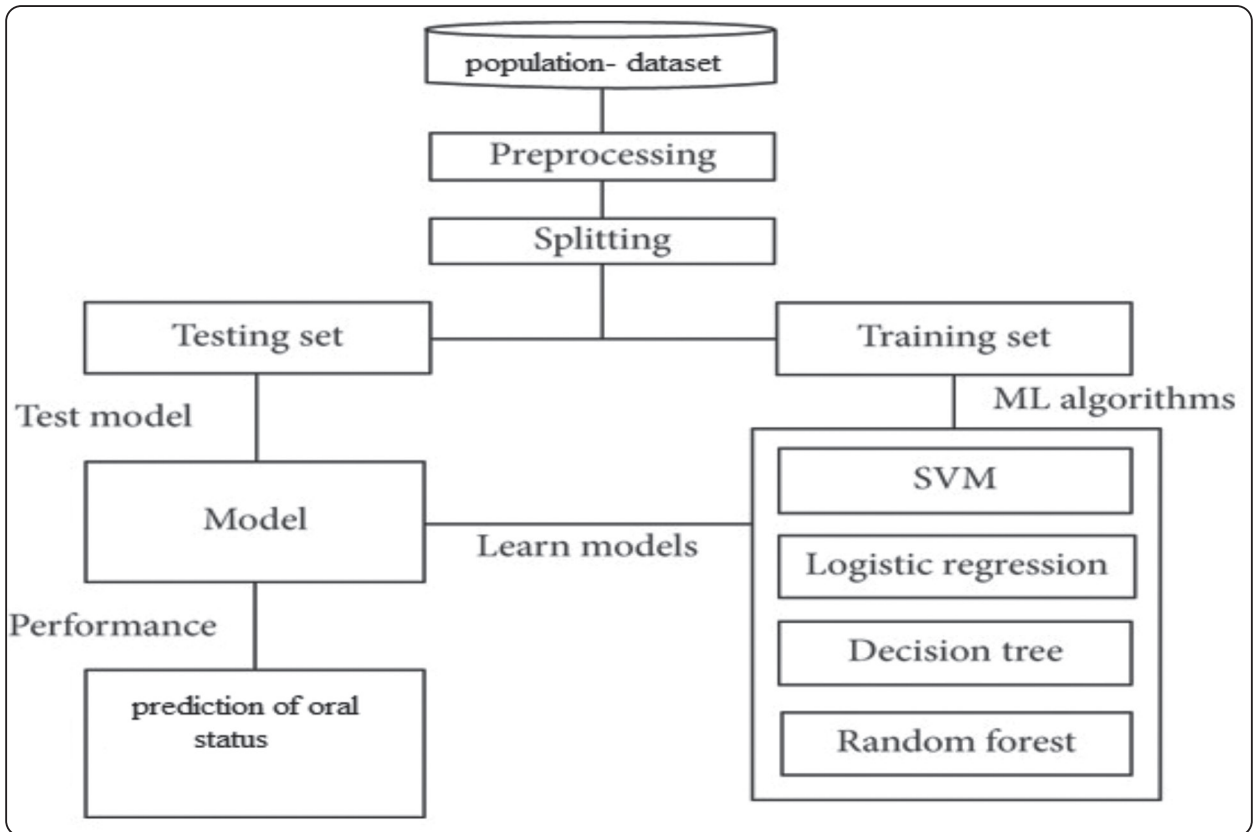 population- dataset
Preprocessing
Splitting
Testing set
Training set
Test model
ML algorithms
SVM
Model
Learn models
Logistic regression
Performance
Decision tree
prediction of oral
status
Random forest